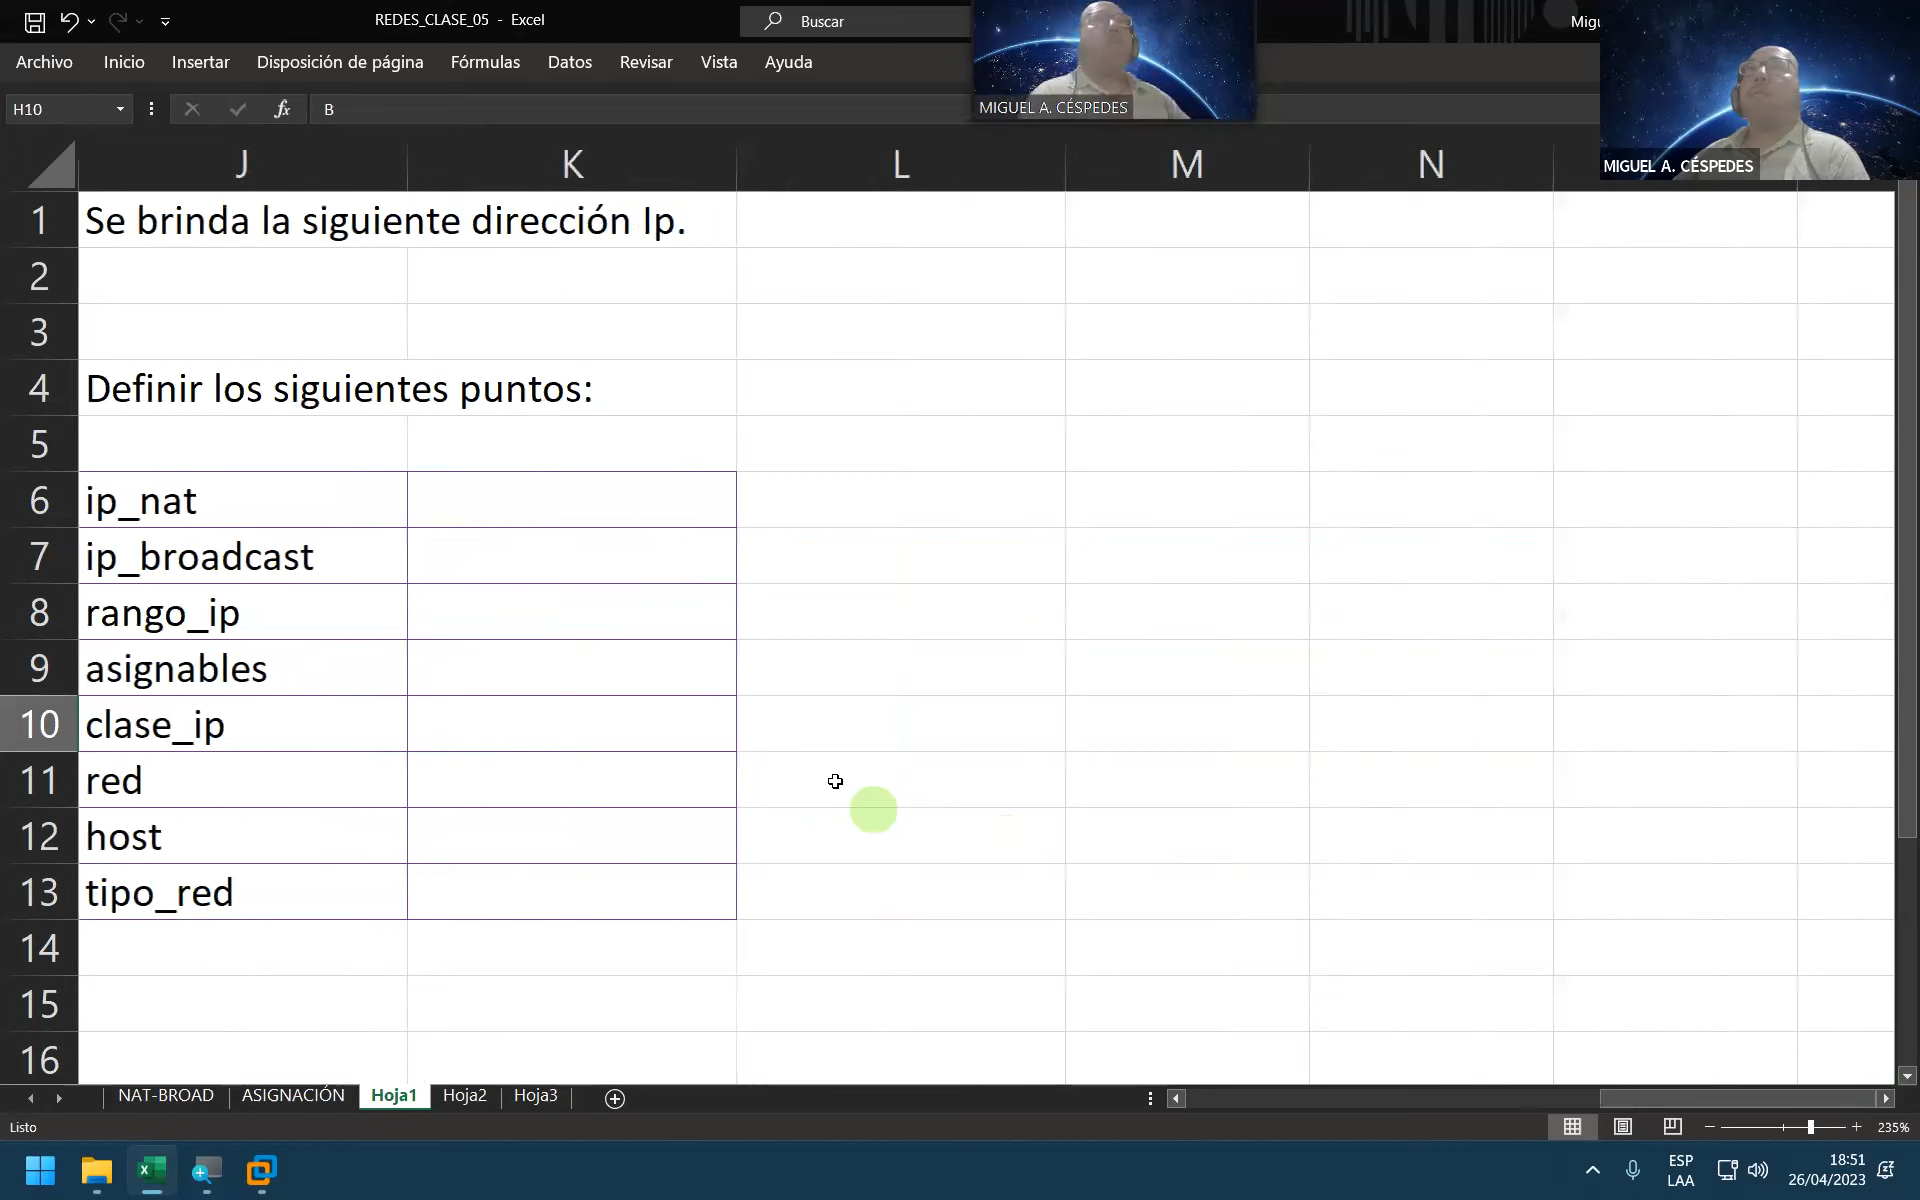 REDES_CLASE_05 - Excel
Buscar
Migu
Archivo Inicio Insertar Disposición de página Fórmulas Datos Revisar Vista Ayuda
H10 fx B
MIGUEL A. CÉSPEDES
MIGUEL A. CÉSPEDES
J K L M N
1 Se brinda la siguiente dirección Ip.
2
3
4 Definir los siguientes puntos:
5
6 ip_nat
7 ip_broadcast
8 rango_ip
9 asignables
10 clase_ip
11 red
12 host
13 tipo_red
14
15
16
NAT-BROAD ASIGNACIÓN Hoja1 Hoja2 Hoja3
Listo 235%
ESP 18:51
LAA 26/04/2023